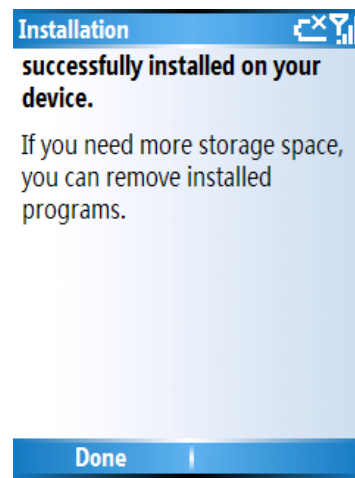 Installation
successfully installed on your
device.
If you need more storage space,
you can remove installed
programs.
Done